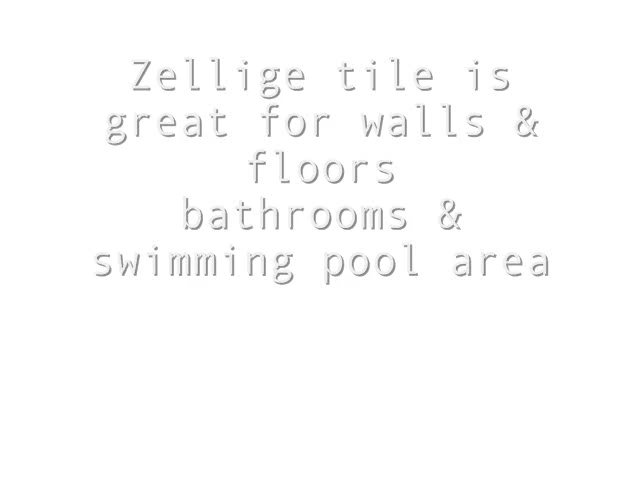 Zellige tile is
great for walls &
floors
bathrooms &
swimming pool area